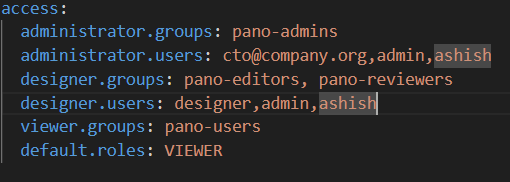 access:
administrator.groups: pano-admins
administrator.users: cto@company.org,admin,ashish
designer.groups: pano-editors, pano-reviewers
designer.users: designer,admin,ashish
viewer.groups: pano-users
default.roles: VIEWER